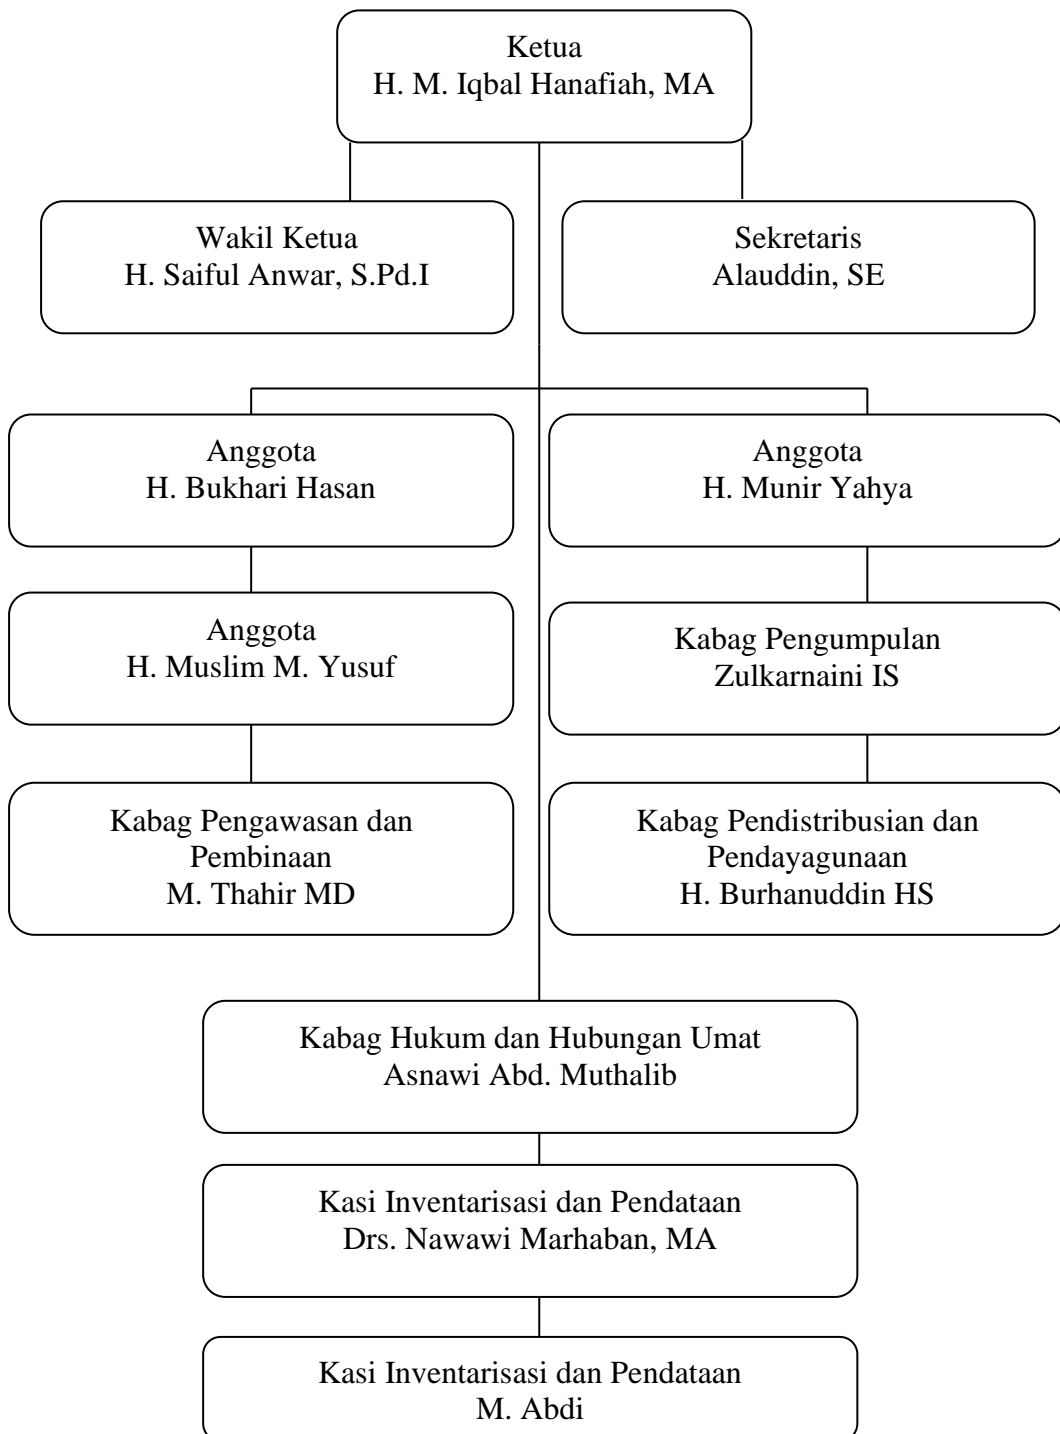 Ketua
H. M. Iqbal Hanafiah, MA
Wakil Ketua
H. Saiful Anwar, S.Pd.I
Sekretaris
Alauddin, SE
Anggota
H. Bukhari Hasan
Anggota
H. Munir Yahya
Anggota
H. Muslim M. Yusuf
Kabag Pengumpulan
Zulkarnaini IS
Kabag Pengawasan dan
Pembinaan
M. Thahir MD
Kabag Pendistribusian dan
Pendayagunaan
H. Burhanuddin HS
Kabag Hukum dan Hubungan Umat
Asnawi Abd. Muthalib
Kasi Inventarisasi dan Pendataan
Drs. Nawawi Marhaban, MA
Kasi Inventarisasi dan Pendataan
M. Abdi